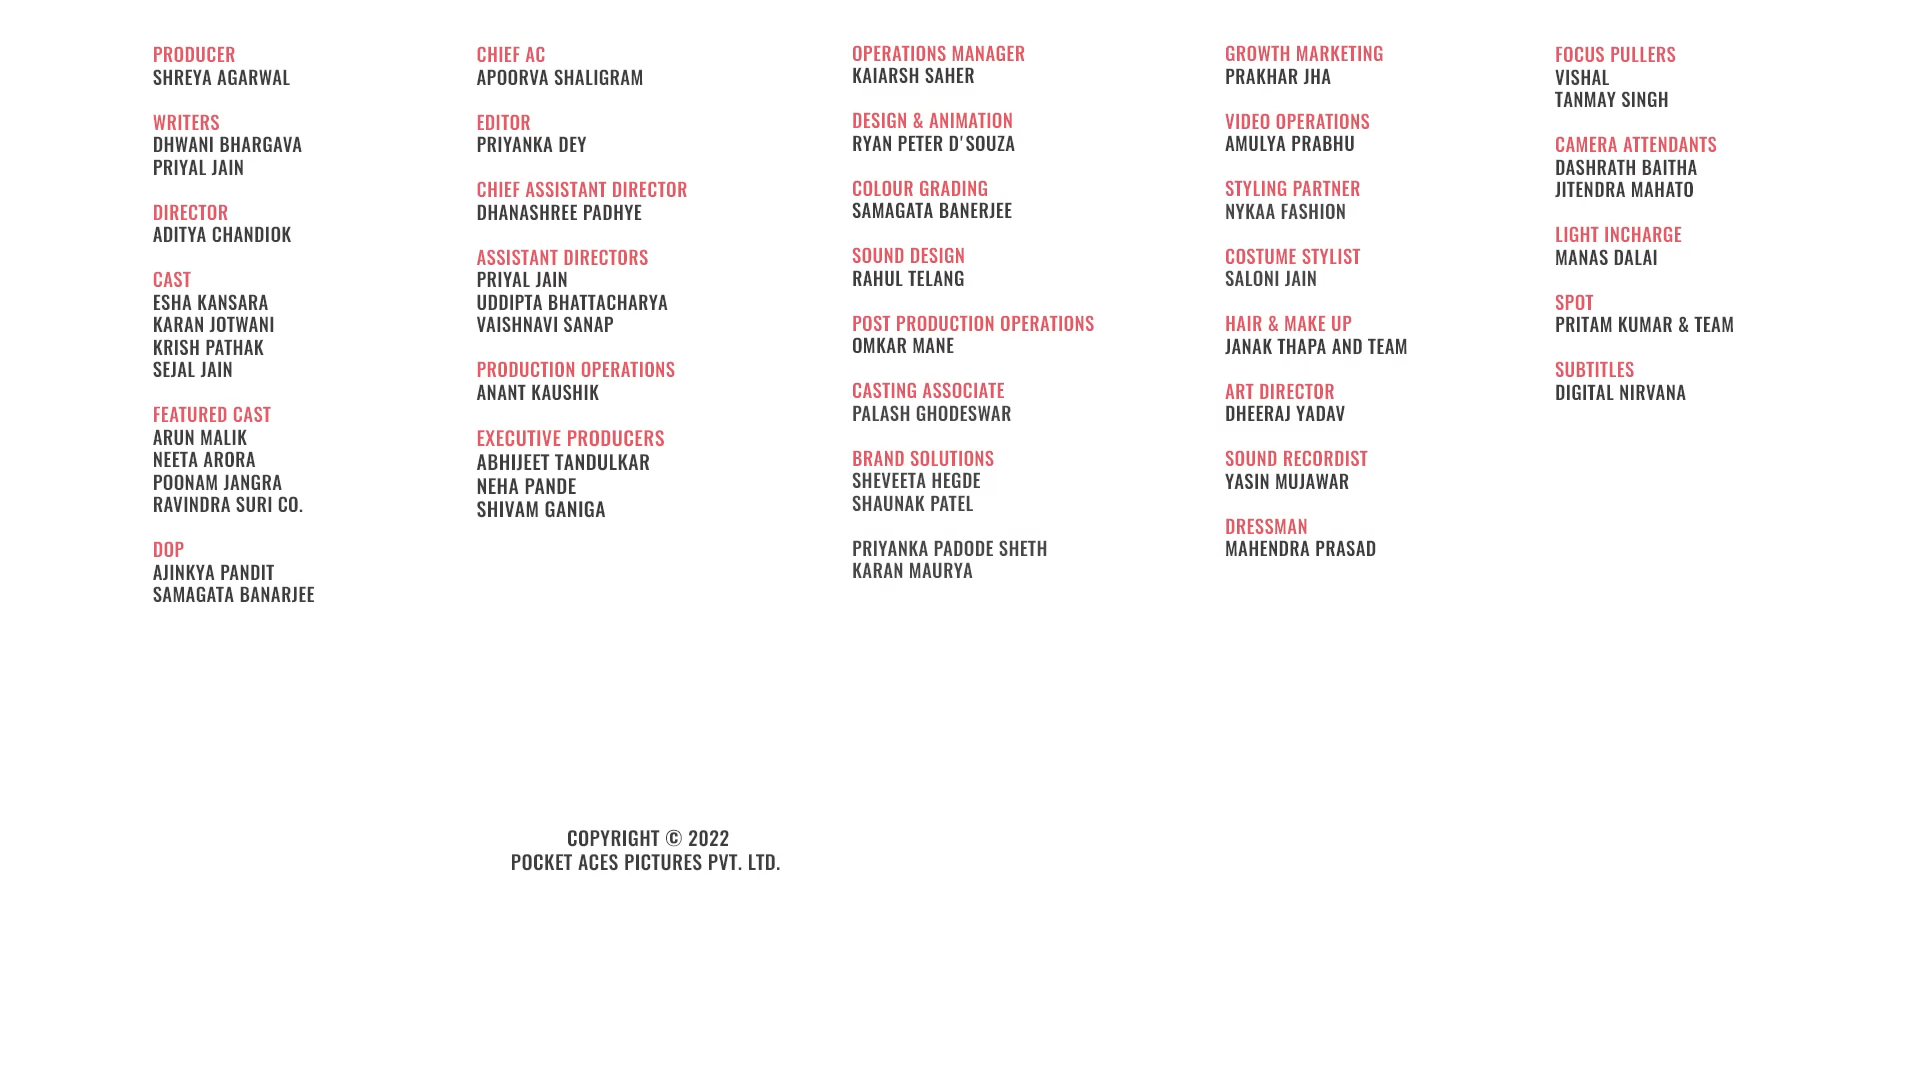 PRODUCER
SHREYA AGARWAL
WRITERS
DHWANI BHARGAVA
PRIYAL JAIN
DIRECTOR
ADITYA CHANDIOK
CAST
ESHA KANSARA
KARAN JOTWANI
KRISH PATHAK
SEJAL JAIN
FEATURED CAST
ARUN MALIK
NEETA ARORA
POONAM JANGRA
RAVINDRA SURI CO.
DOP
AJINKYA PANDIT
SAMAGATA BANARJEE
CHIEF AC
APOORVA SHALIGRAM
EDITOR
PRIYANKA DEY
CHIEF ASSISTANT DIRECTOR
DHANASHREE PADHYE
ASSISTANT DIRECTORS
PRIYAL JAIN
UDDIPTA BHATTACHARYA
VAISHNAVI SANAP
PRODUCTION OPERATIONS
ANANT KAUSHIK
EXECUTIVE PRODUCERS
ABHIJEET TANDULKAR
NEHA PANDE
SHIVAM GANIGA
OPERATIONS MANAGER
KAIARSH SAHER
DESIGN & ANIMATION
RYAN PETER D'SOUZA
COLOUR GRADING
SAMAGATA BANERJEE
SOUND DESIGN
RAHUL TELANG
POST PRODUCTION OPERATIONS
OMKAR MANE
CASTING ASSOCIATE
PALASH GHODESWAR
BRAND SOLUTIONS
SHEVEETA HEGDE
SHAUNAK PATEL
PRIYANKA PADODE SHETH
KARAN MAURYA
GROWTH MARKETING
PRAKHAR JHA
VIDEO OPERATIONS
AMULYA PRABHU
STYLING PARTNER
NYKAA FASHION
COSTUME STYLIST
SALONI JAIN
HAIR & MAKE UP
JANAK THAPA AND TEAM
ART DIRECTOR
DHEERAJ YADAV
SOUND RECORDIST
YASIN MUJAWAR
DRESSMAN
MAHENDRA PRASAD
FOCUS PULLERS
VISHAL
TANMAY SINGH
CAMERA ATTENDANTS
DASHRATH BAITHA
JITENDRA MAHATO
LIGHT INCHARGE
MANAS DALAI
SPOT
PRITAM KUMAR & TEAM
SUBTITLES
DIGITAL NIRVANA
COPYRIGHT © 2022
POCKET ACES PICTURES PVT. LTD.